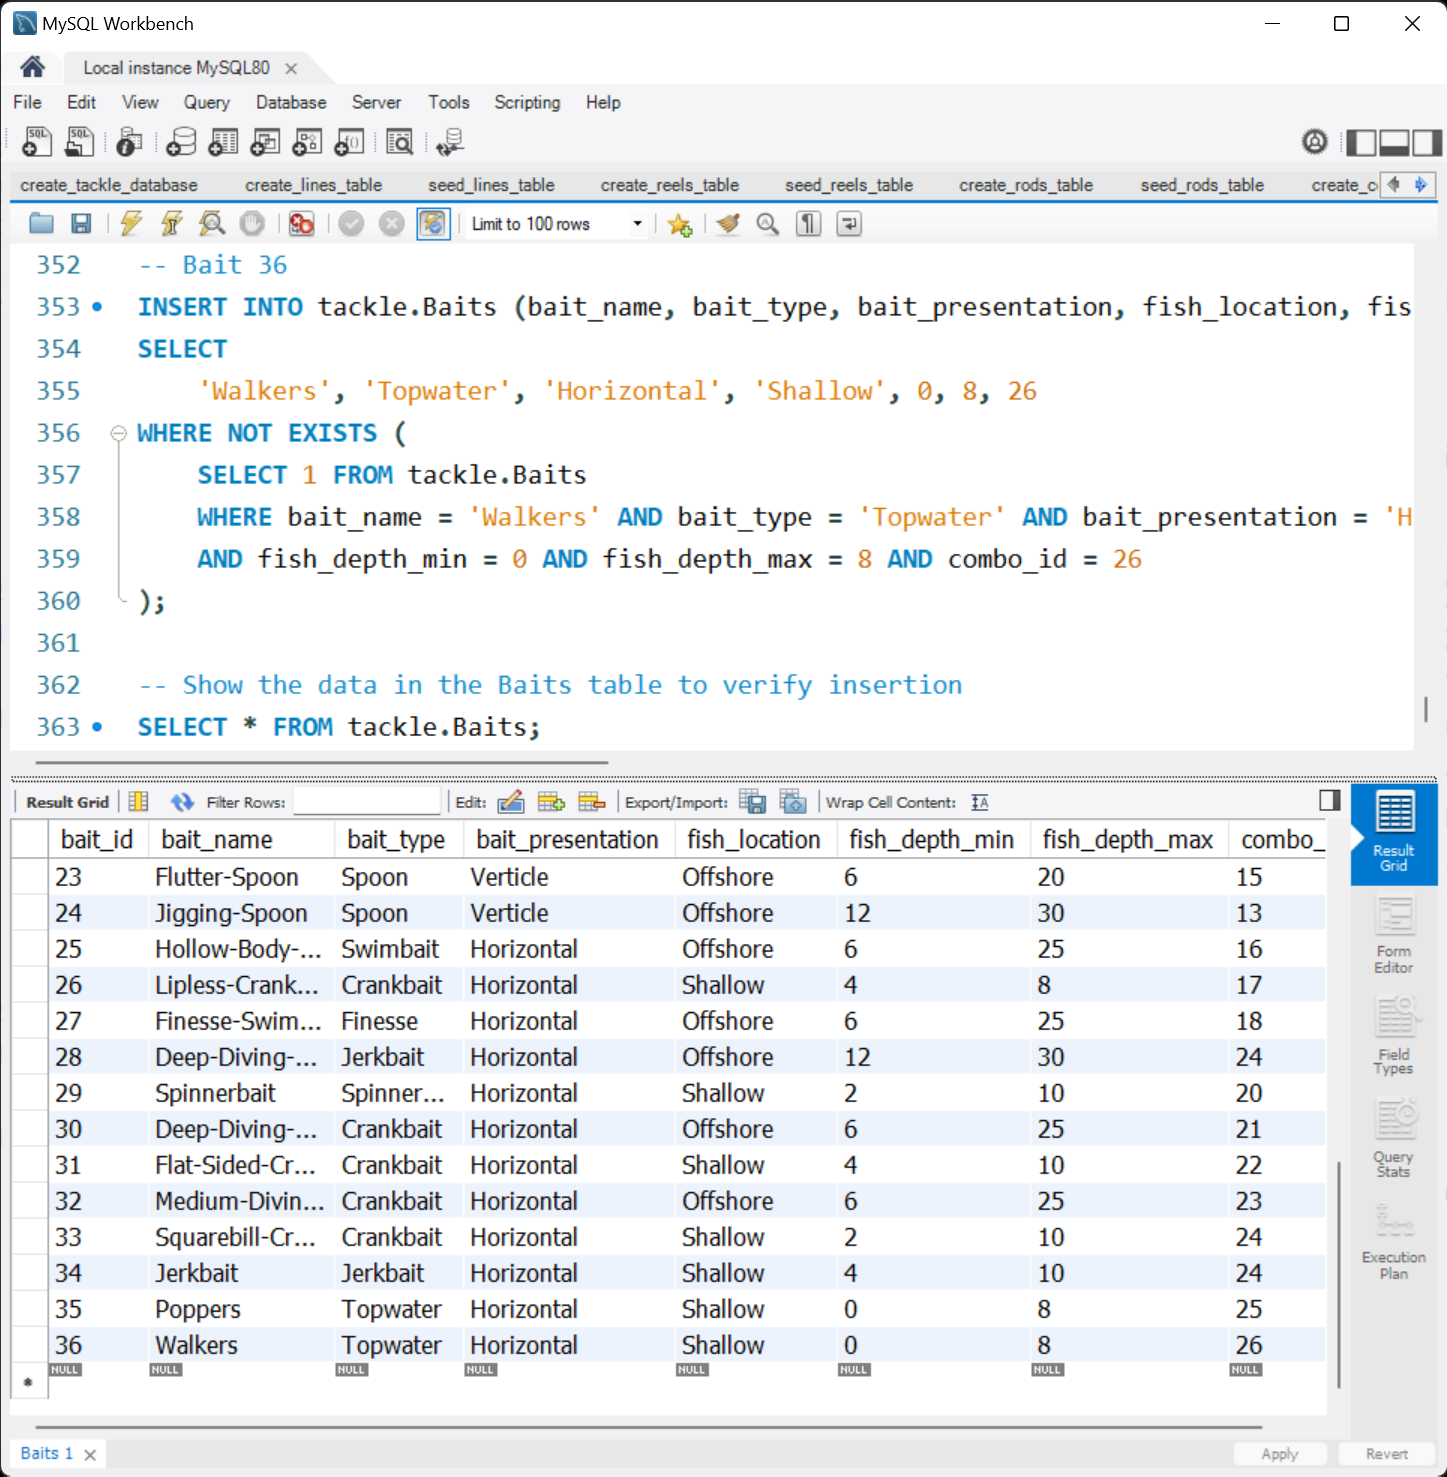 MySQL Workbench
Local instance MySQL80
File Edit View Query Database Server Tools Scripting Help
create_tackle_database create_lines_table seed_lines_table create_reels_table seed_reels_table create_rods_table seed_rods_table create_c
Limit to 100 rows
352 -- Bait 36
353 INSERT INTO tackle.Baits (bait_name, bait_type, bait_presentation, fish_location, fis
354 SELECT
355 'Walkers', 'Topwater', 'Horizontal', 'Shallow', 0, 8, 26
356 WHERE NOT EXISTS (
357 SELECT 1 FROM tackle.Baits
358 WHERE bait_name = 'Walkers' AND bait_type = 'Topwater' AND bait_presentation = 'H
359 AND fish_depth_min = 0 AND fish_depth_max = 8 AND combo_id = 26
360 );
361
362 -- Show the data in the Baits table to verify insertion
363 SELECT * FROM tackle.Baits;
Result Grid Filter Rows: Edit: Export/Import: Wrap Cell Content:
bait_id bait_name bait_type bait_presentation fish_location fish_depth_min fish_depth_max combo_
23 Flutter-Spoon Spoon Verticle Offshore 6 20 15
24 Jigging-Spoon Spoon Verticle Offshore 12 30 13
25 Hollow-Body-... Swimbait Horizontal Offshore 6 25 16
26 Lipless-Crank... Crankbait Horizontal Shallow 4 8 17
27 Finesse-Swim... Finesse Horizontal Offshore 6 25 18
28 Deep-Diving-... Jerkbait Horizontal Offshore 12 30 24
29 Spinnerbait Spinner... Horizontal Shallow 2 10 20
30 Deep-Diving-... Crankbait Horizontal Offshore 6 25 21
31 Flat-Sided-Cr... Crankbait Horizontal Shallow 4 10 22
32 Medium-Divin... Crankbait Horizontal Offshore 6 25 23
33 Squarebill-Cr... Crankbait Horizontal Shallow 2 10 24
34 Jerkbait Jerkbait Horizontal Shallow 4 10 24
35 Poppers Topwater Horizontal Shallow 0 8 25
36 Walkers Topwater Horizontal Shallow 0 8 26
NULL NULL NULL NULL NULL NULL NULL NULL
Result
Grid
Form
Editor
Field
Types
Query
Stats
Execution
Plan
Baits 1
Apply Revert